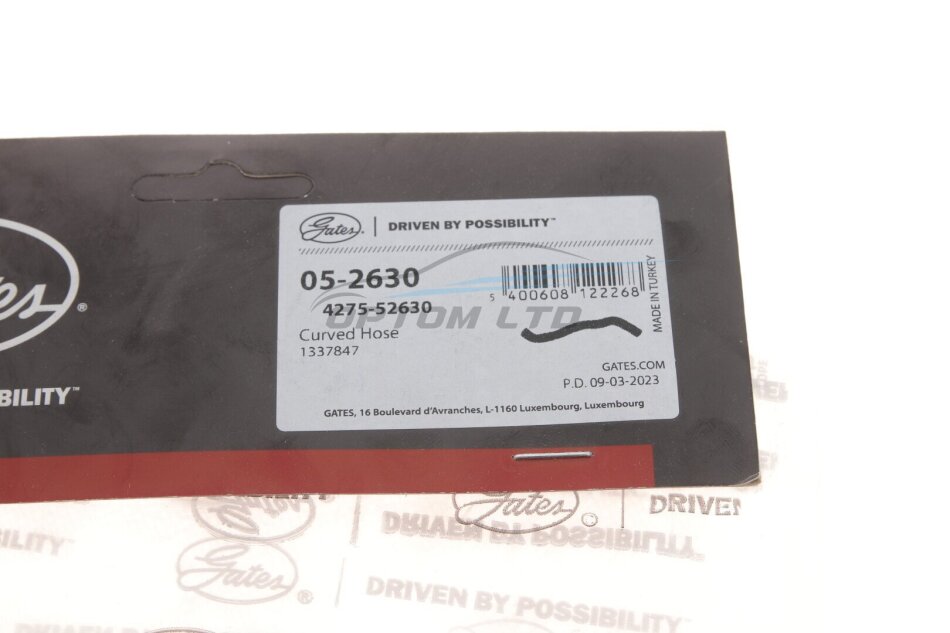 Gates. | DRIVEN BY POSSIBILITY™
05-2630
4275-52630
Curved Hose
1337847
5 400608 122268
MADE IN TURKEY
OPTOM LTD
GATES.COM
P.D. 09-03-2023
GATES, 16 Boulevard d'Avranches, L-1160 Luxembourg, Luxembourg
es®
SIBILITY™
Gates ® | DRIVEN
DRIVEN BY POSSIBILITY
ILITY
Gates ® | DRIVEN BY POSSIBILITY